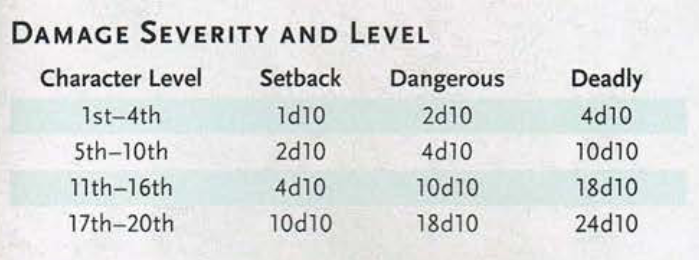 DAMAGE SEVERITY AND LEVEL
Character Level Setback Dangerous Deadly
1st–4th 1d10 2d10 4d10
5th–10th 2d10 4d10 10d10
11th–16th 4d10 10d10 18d10
17th–20th 10d10 18d10 24d10